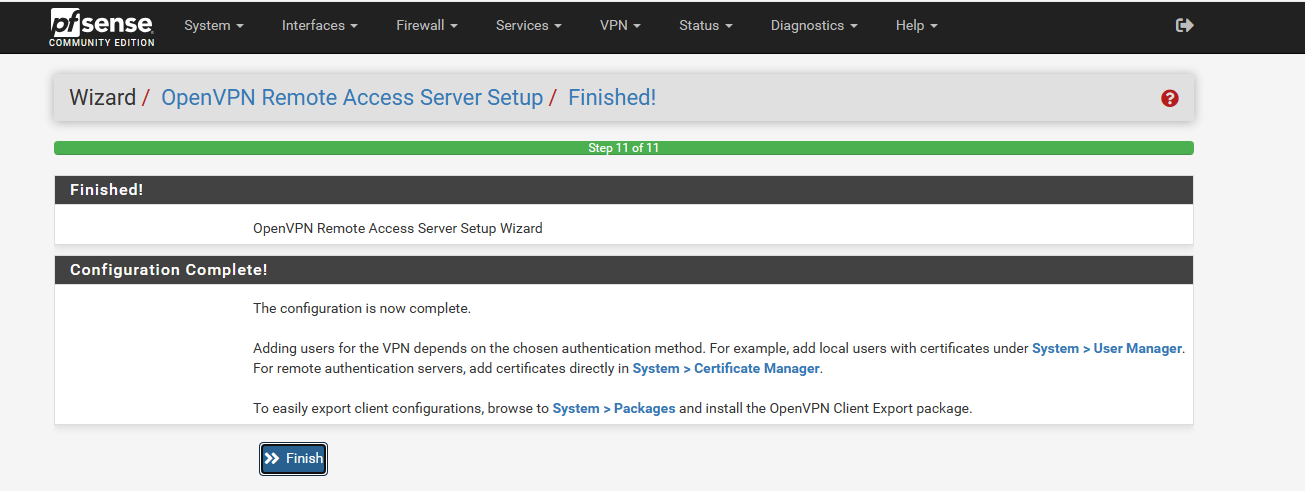 pfsense
COMMUNITY EDITION
System Interfaces Firewall Services VPN Status Diagnostics Help
Wizard / OpenVPN Remote Access Server Setup / Finished!
Step 11 of 11
Finished!
OpenVPN Remote Access Server Setup Wizard
Configuration Complete!
The configuration is now complete.
Adding users for the VPN depends on the chosen authentication method. For example, add local users with certificates under System > User Manager.
For remote authentication servers, add certificates directly in System > Certificate Manager.
To easily export client configurations, browse to System > Packages and install the OpenVPN Client Export package.
Finish